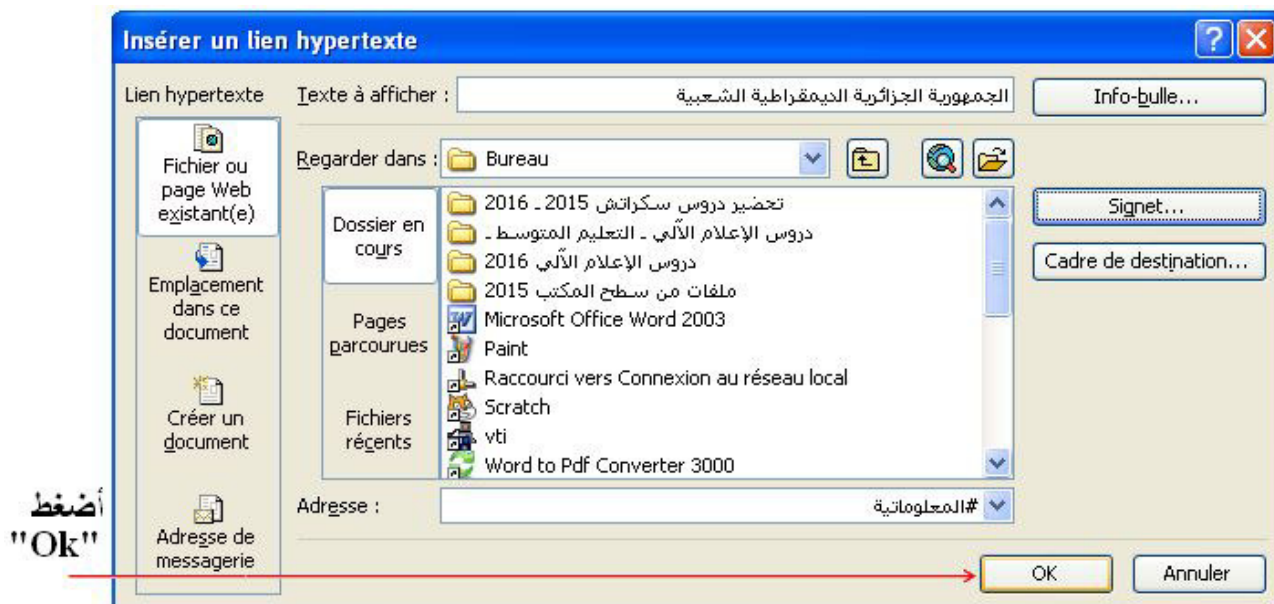 Insérer un lien hypertexte
Lien hypertexte
Texte à afficher : الجمهورية الجزائرية الديمقراطية الشعبية
Info-bulle...
Fichier ou page Web existant(e)
Regarder dans : Bureau
Dossier en cours
تحضير دروس سكراتش 2015 ـ 2016
دروس الإعلام الآلي ـ التعليم المتوسط ـ
دروس الإعلام الآلي 2016
ملفات من سطح المكتب 2015
Microsoft Office Word 2003
Paint
Raccourci vers Connexion au réseau local
Scratch
vti
Word to Pdf Converter 3000
Signet...
Cadre de destination...
Emplacement dans ce document
Pages parcourues
Créer un document
Fichiers récents
Adresse : #المعلوماتية
Adresse de messagerie
أضغط
"Ok"
OK
Annuler